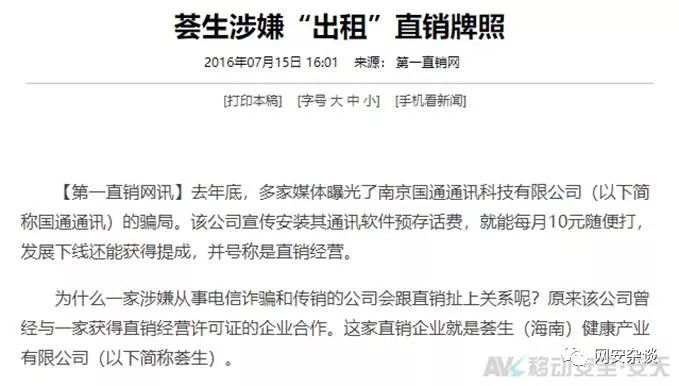 荟生涉嫌“出租”直销牌照
2016年07月15日 16:01 来源： 第一直销网
[打印本稿] [字号 大 中 小] [手机看新闻]
【第一直销网讯】去年底，多家媒体曝光了南京国通通讯科技有限公司（以下简
称国通通讯）的骗局。该公司宣传安装其通讯软件预存话费，就能每月10元随便打，
发展下线还能获得提成，并号称是直销经营。
为什么一家涉嫌从事电信诈骗和传销的公司会跟直销扯上关系呢？原来该公司曾
经与一家获得直销经营许可证的企业合作。这家直销企业就是荟生（海南）健康产业
有限公司（以下简称荟生）。
网安杂谈
AVL 移动安全·安天